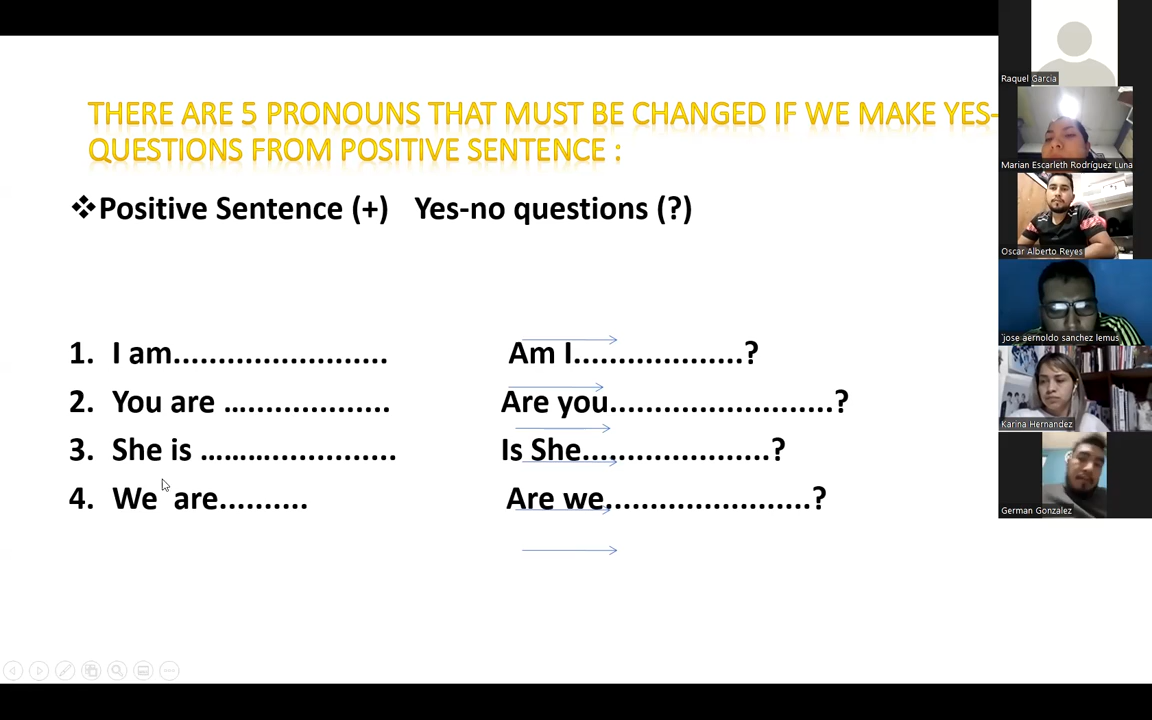 THERE ARE 5 PRONOUNS THAT MUST BE CHANGED IF WE MAKE YES-
QUESTIONS FROM POSITIVE SENTENCE :
❖Positive Sentence (+) Yes-no questions (?)
1. I am........................ Am I...................?
2. You are .................. Are you.........................?
3. She is ...................... Is She.....................?
4. We are.......... Are we.......................?
Raquel Garcia
Marian Escarleth Rodríguez Luna
Oscar Alberto Reyes
`jose aernoldo sanchez lemus
Karina Hernandez
German Gonzalez